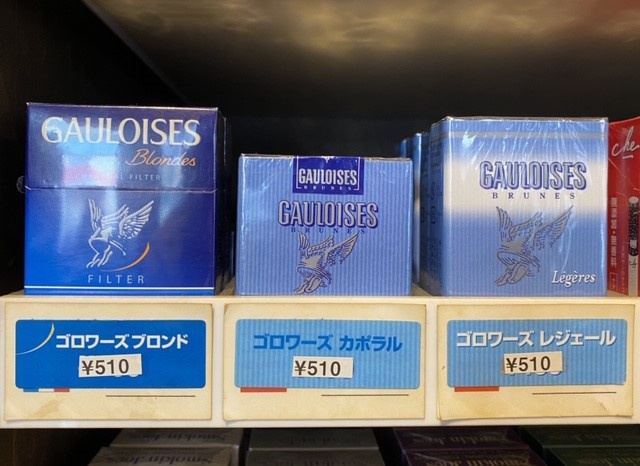 GAULOISES
Blondes
FILTER
GAULOISES
BRUNES
GAULOISES
BRUNES
GAULOISES
BRUNES
Légères
che
ゴロワーズ ブロンド
¥510
ゴロワーズ カポラル
¥510
ゴロワーズ レジェール
¥510